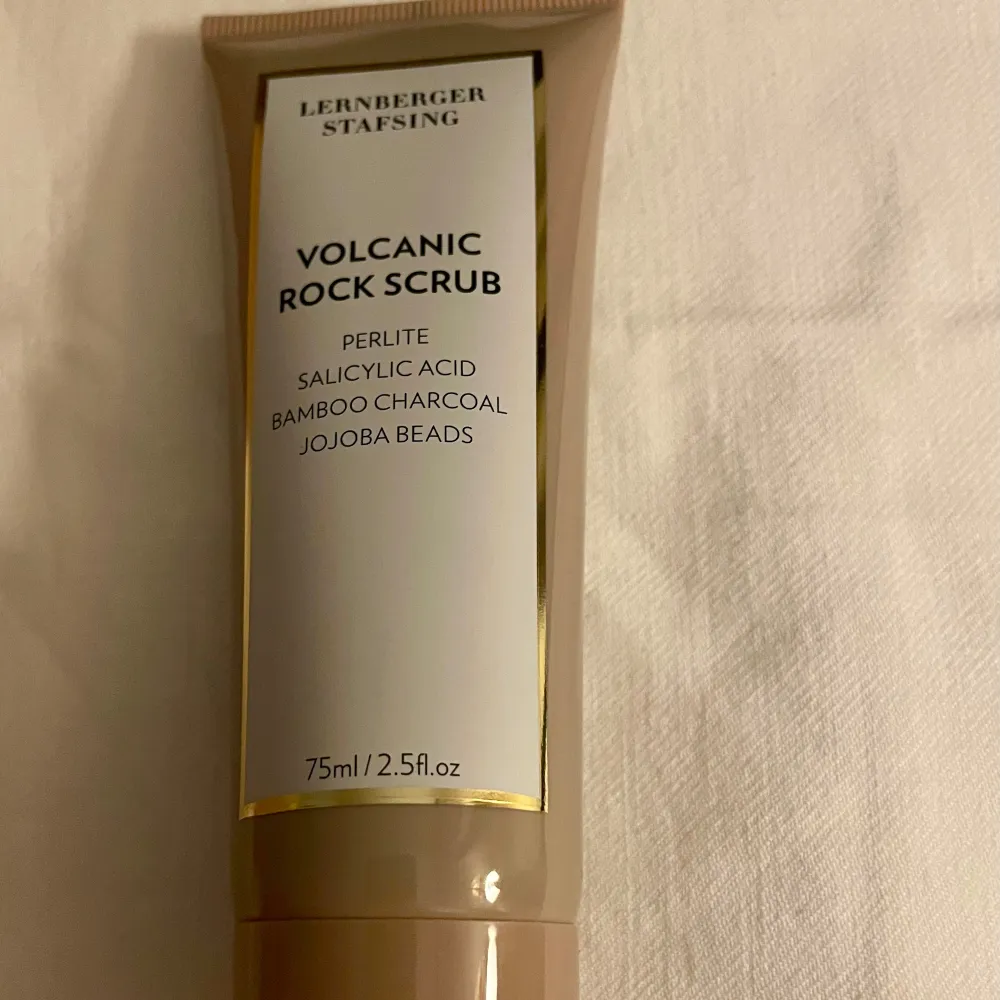 LERNBERGER
STAFSING
VOLCANIC
ROCK SCRUB
PERLITE
SALICYLIC ACID
BAMBOO CHARCOAL
JOJOBA BEADS
75ml / 2.5fl.oz